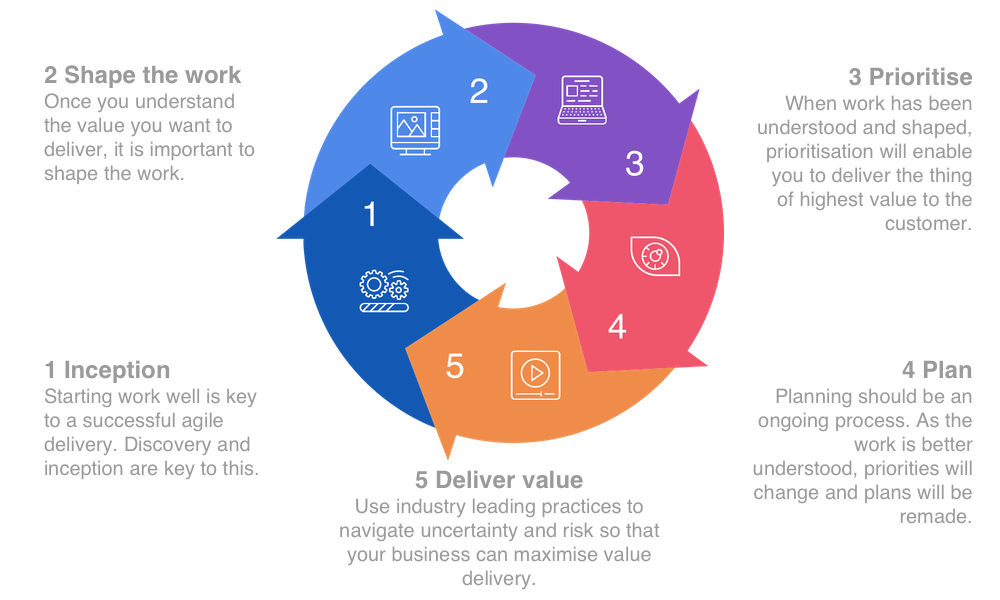 2 Shape the work
Once you understand
the value you want to
deliver, it is important to
shape the work.
3 Prioritise
When work has been
understood and shaped,
prioritisation will enable
you to deliver the thing
of highest value to the
customer.
2
3
1
4
5
1 Inception
Starting work well is key
to a successful agile
delivery. Discovery and
inception are key to this.
4 Plan
Planning should be an
ongoing process. As the
work is better
understood, priorities will
change and plans will be
remade.
5 Deliver value
Use industry leading practices to
navigate uncertainty and risk so that
your business can maximise value
delivery.